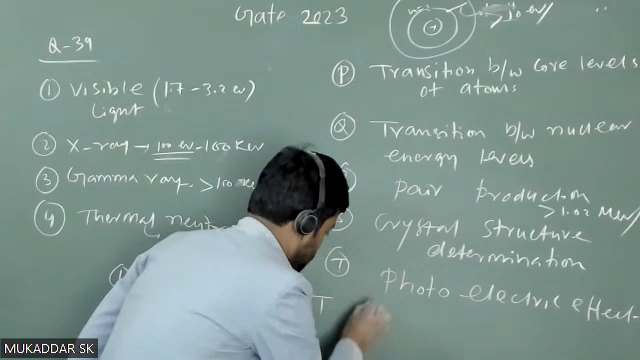 Gate 2023
Q-39
① Visible (1.7 - 3.2 ev)
Light
② X-ray → 100 ev - 100 Kev
③ Gamma ray → > 100 Kev
④ Thermal neut
Ⓟ Transition b/w Core levels
of atoms
Ⓠ Transition b/w nuclear
energy levels
Pair production
> 1.02 Mev
Crystal structure
determination
Ⓣ Photo electric effect
T
MUKADDAR SK